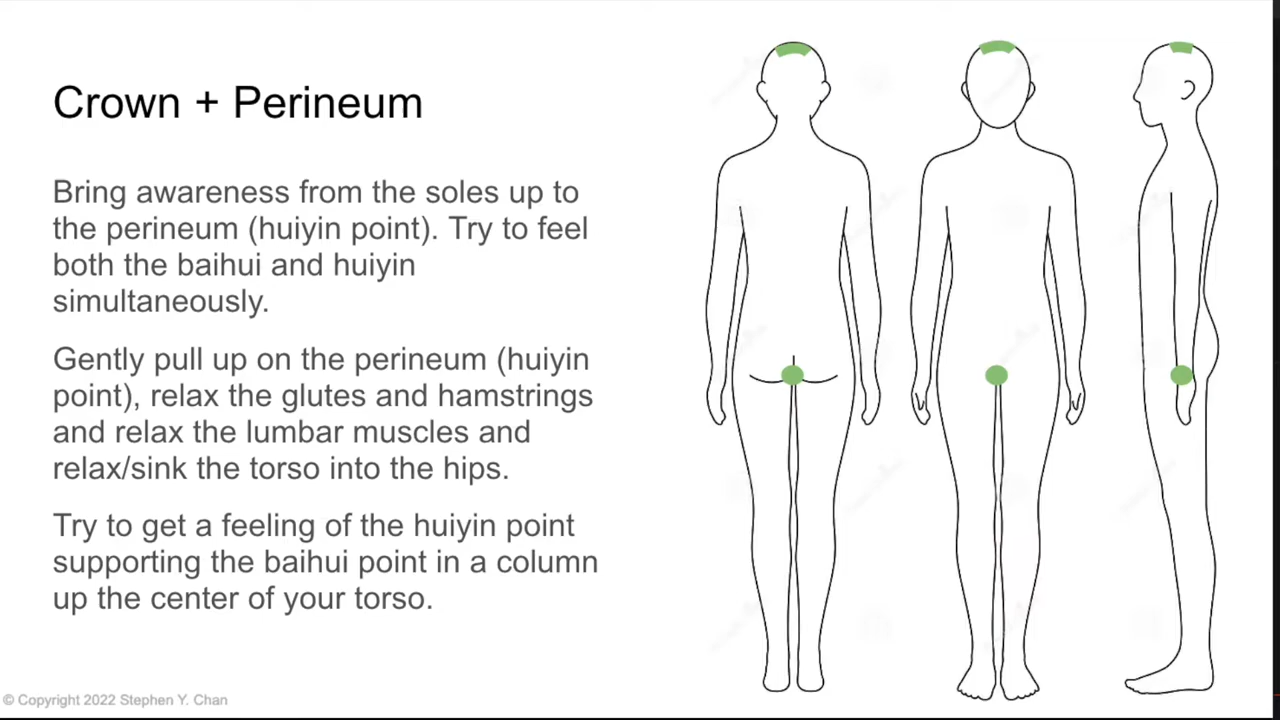 Crown + Perineum
Bring awareness from the soles up to
the perineum (huiyin point). Try to feel
both the baihui and huiyin
simultaneously.
Gently pull up on the perineum (huiyin
point), relax the glutes and hamstrings
and relax the lumbar muscles and
relax/sink the torso into the hips.
Try to get a feeling of the huiyin point
supporting the baihui point in a column
up the center of your torso.
© Copyright 2022 Stephen Y. Chan